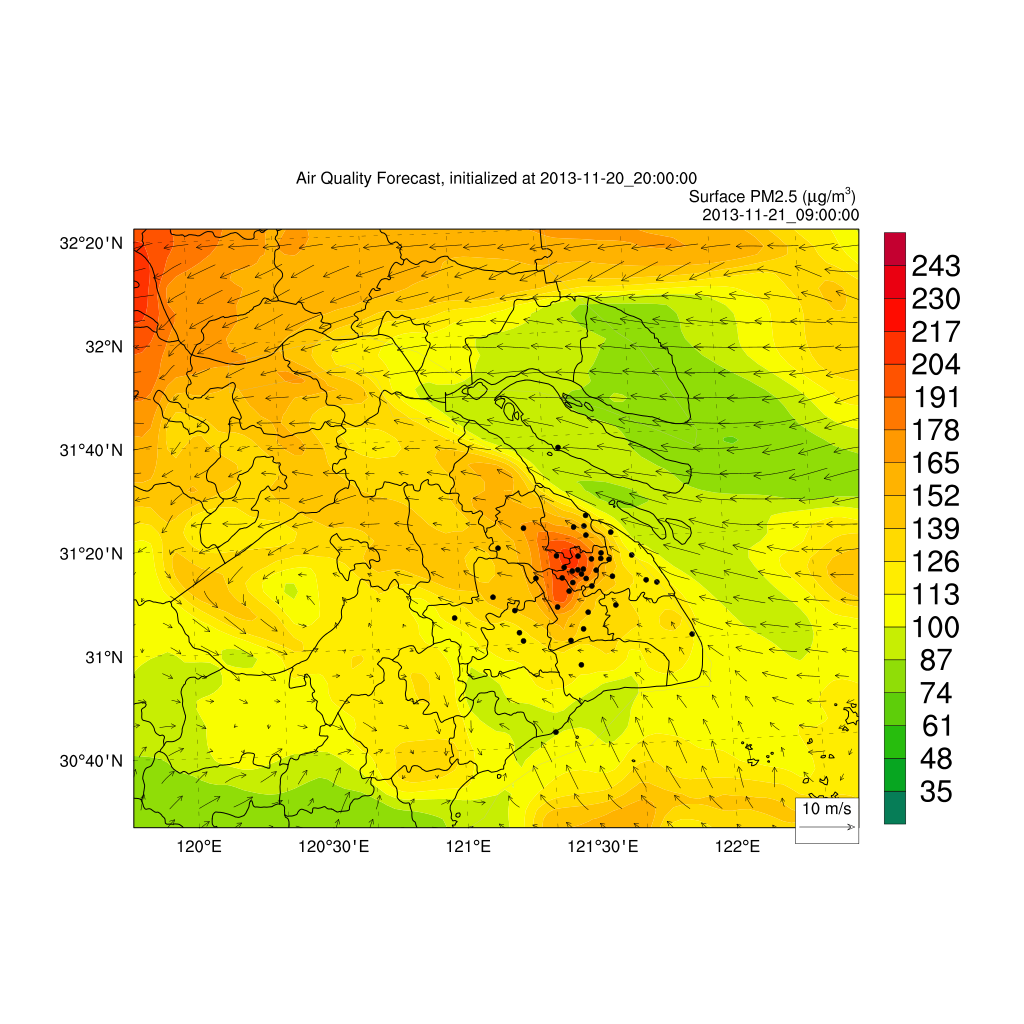 Air Quality Forecast, initialized at 2013-11-20_20:00:00
Surface PM2.5 (µg/m³)
2013-11-21_09:00:00
32°20'N
32°N
31°40'N
31°20'N
31°N
30°40'N
120°E
120°30'E
121°E
121°30'E
122°E
10 m/s
243
230
217
204
191
178
165
152
139
126
113
100
87
74
61
48
35